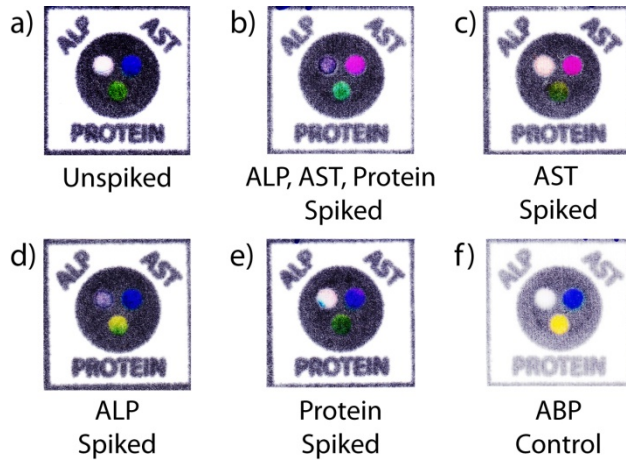 a)
ALP
AST
PROTEIN
Unspiked
b)
ALP
AST
PROTEIN
ALP, AST, Protein
Spiked
c)
ALP
AST
PROTEIN
AST
Spiked
d)
ALP
AST
PROTEIN
ALP
Spiked
e)
ALP
AST
PROTEIN
Protein
Spiked
f)
ALP
AST
PROTEIN
ABP
Control